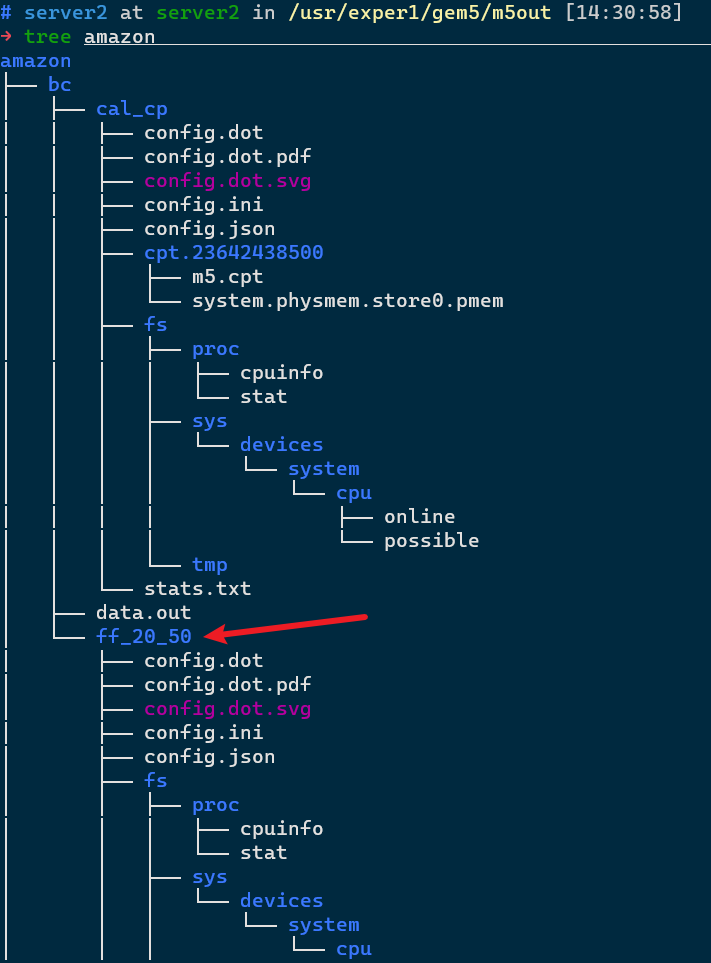 # server2 at server2 in /usr/exper1/gem5/m5out [14:30:58]
→ tree amazon
amazon
├── bc
│   ├── cal_cp
│   │   ├── config.dot
│   │   ├── config.dot.pdf
│   │   ├── config.dot.svg
│   │   ├── config.ini
│   │   ├── config.json
│   │   ├── cpt.23642438500
│   │   │   ├── m5.cpt
│   │   │   └── system.physmem.store0.pmem
│   │   ├── fs
│   │   │   ├── proc
│   │   │   │   ├── cpuinfo
│   │   │   │   └── stat
│   │   │   ├── sys
│   │   │   │   └── devices
│   │   │   │       └── system
│   │   │   │           └── cpu
│   │   │   │               ├── online
│   │   │   │               └── possible
│   │   │   └── tmp
│   │   └── stats.txt
│   ├── data.out
│   └── ff_20_50
│       ├── config.dot
│       ├── config.dot.pdf
│       ├── config.dot.svg
│       ├── config.ini
│       ├── config.json
│       ├── fs
│       │   ├── proc
│       │   │   ├── cpuinfo
│       │   │   └── stat
│       │   ├── sys
│       │   │   └── devices
│       │   │       └── system
│       │   │           └── cpu